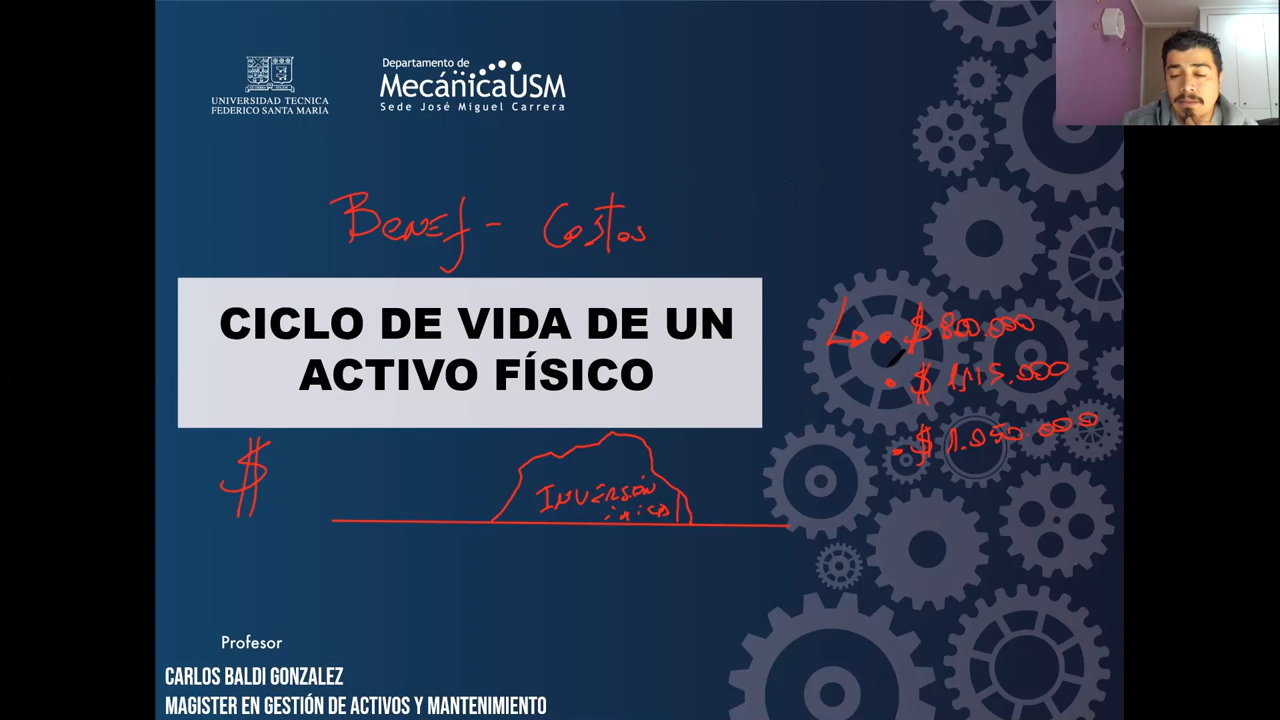 UNIVERSIDAD TECNICA
FEDERICO SANTA MARIA
Departamento de
MecánicaUSM
Sede José Miguel Carrera
Benef - Costos
CICLO DE VIDA DE UN
ACTIVO FÍSICO
$ 800.000
$ 1.115.000
$ 1.050.000
$
INVERSIÓN
Profesor
CARLOS BALDI GONZALEZ
MAGISTER EN GESTIÓN DE ACTIVOS Y MANTENIMIENTO